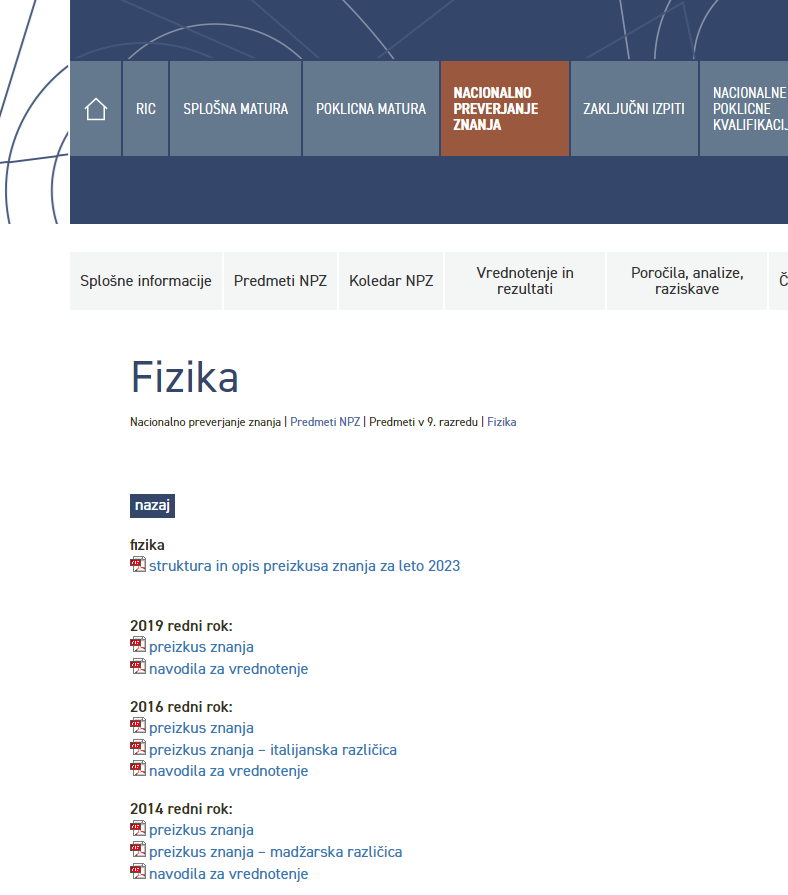 RIC
SPLOŠNA MATURA
POKLICNA MATURA
NACIONALNO
PREVERJANJE
ZNANJA
ZAKLJUČNI IZPITI
NACIONALNE
POKLICNE
KVALIFIKACIJ
Splošne informacije
Predmeti NPZ
Koledar NPZ
Vrednotenje in
rezultati
Poročila, analize,
raziskave
Č
Fizika
Nacionalno preverjanje znanja | Predmeti NPZ | Predmeti v 9. razredu | Fizika
nazaj
fizika
struktura in opis preizkusa znanja za leto 2023
2019 redni rok:
preizkus znanja
navodila za vrednotenje
2016 redni rok:
preizkus znanja
preizkus znanja – italijanska različica
navodila za vrednotenje
2014 redni rok:
preizkus znanja
preizkus znanja – madžarska različica
navodila za vrednotenje